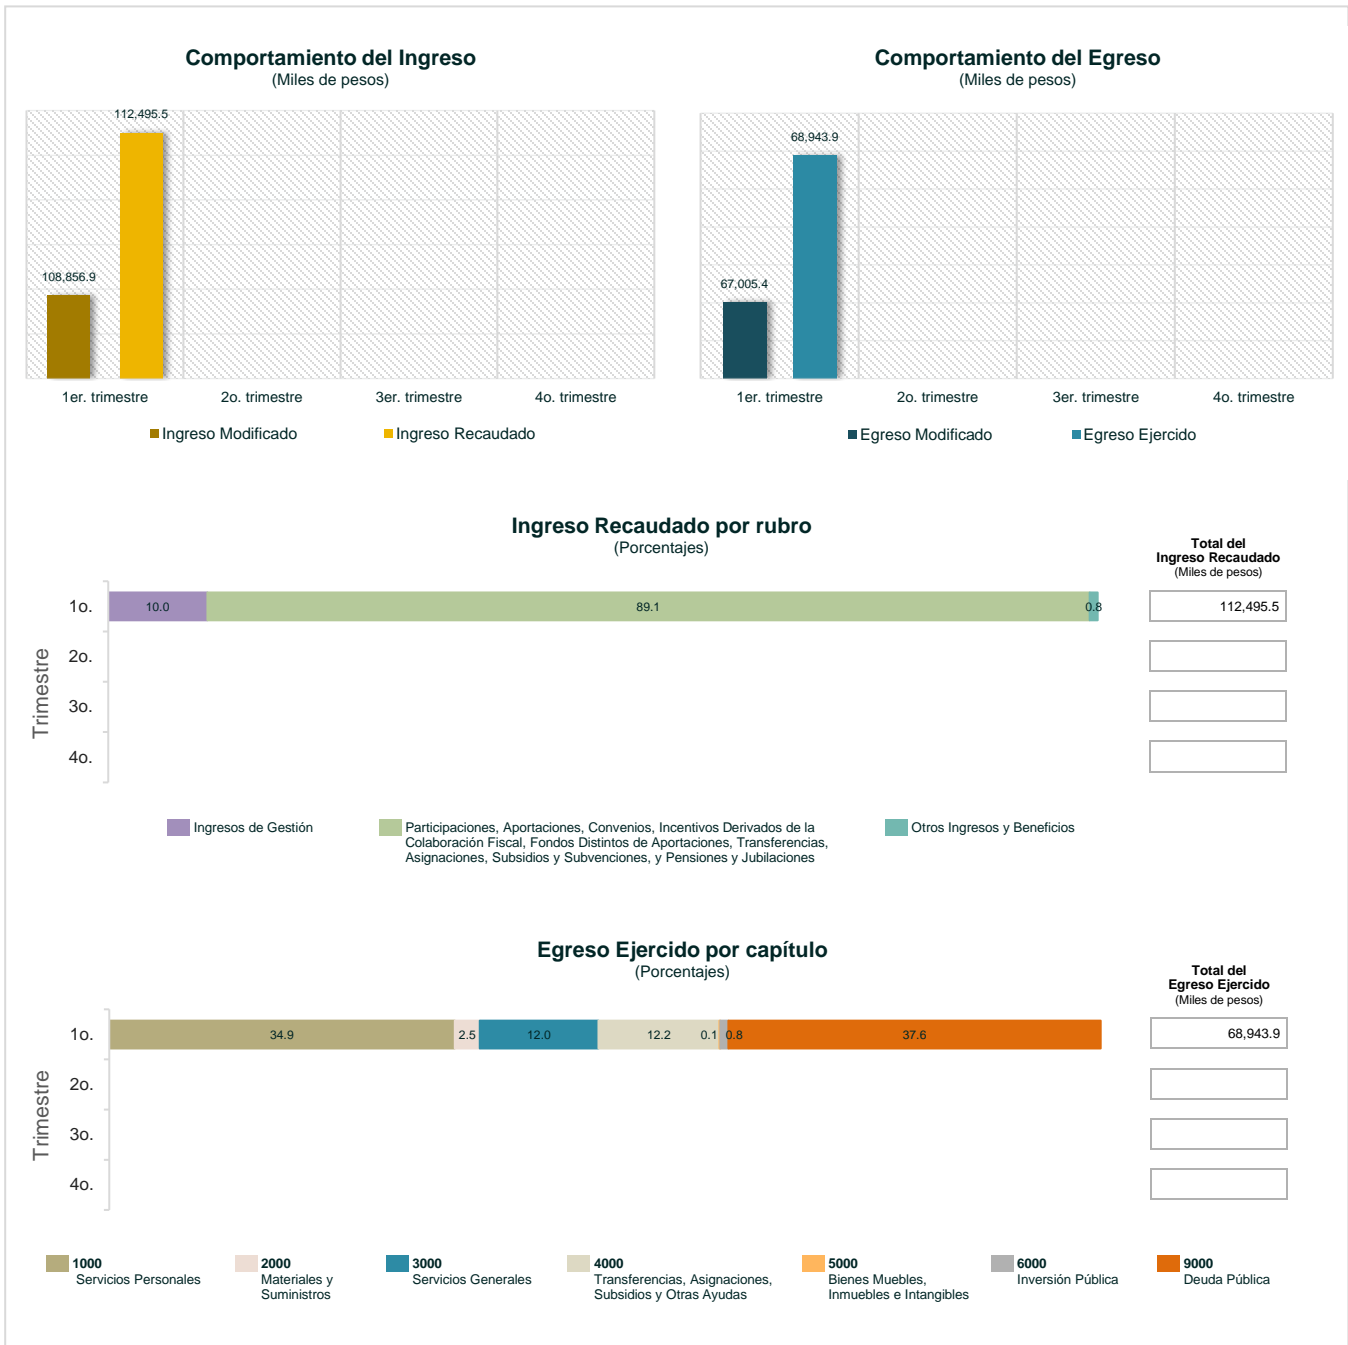 Comportamiento del Ingreso
(Miles de pesos)
112,495.5
108,856.9
1er. trimestre 2o. trimestre 3er. trimestre 4o. trimestre
Ingreso Modificado Ingreso Recaudado
Comportamiento del Egreso
(Miles de pesos)
68,943.9
67,005.4
1er. trimestre 2o. trimestre 3er. trimestre 4o. trimestre
Egreso Modificado Egreso Ejercido
Ingreso Recaudado por rubro
(Porcentajes)
Total del
Ingreso Recaudado
(Miles de pesos)
Trimestre
1o. 10.0 89.1 0.8 112,495.5
2o.
3o.
4o.
Ingresos de Gestión
Participaciones, Aportaciones, Convenios, Incentivos Derivados de la
Colaboración Fiscal, Fondos Distintos de Aportaciones, Transferencias,
Asignaciones, Subsidios y Subvenciones, y Pensiones y Jubilaciones
Otros Ingresos y Beneficios
Egreso Ejercido por capítulo
(Porcentajes)
Total del
Egreso Ejercido
(Miles de pesos)
Trimestre
1o. 34.9 2.5 12.0 12.2 0.1 0.8 37.6 68,943.9
2o.
3o.
4o.
1000
Servicios Personales
2000
Materiales y
Suministros
3000
Servicios Generales
4000
Transferencias, Asignaciones,
Subsidios y Otras Ayudas
5000
Bienes Muebles,
Inmuebles e Intangibles
6000
Inversión Pública
9000
Deuda Pública